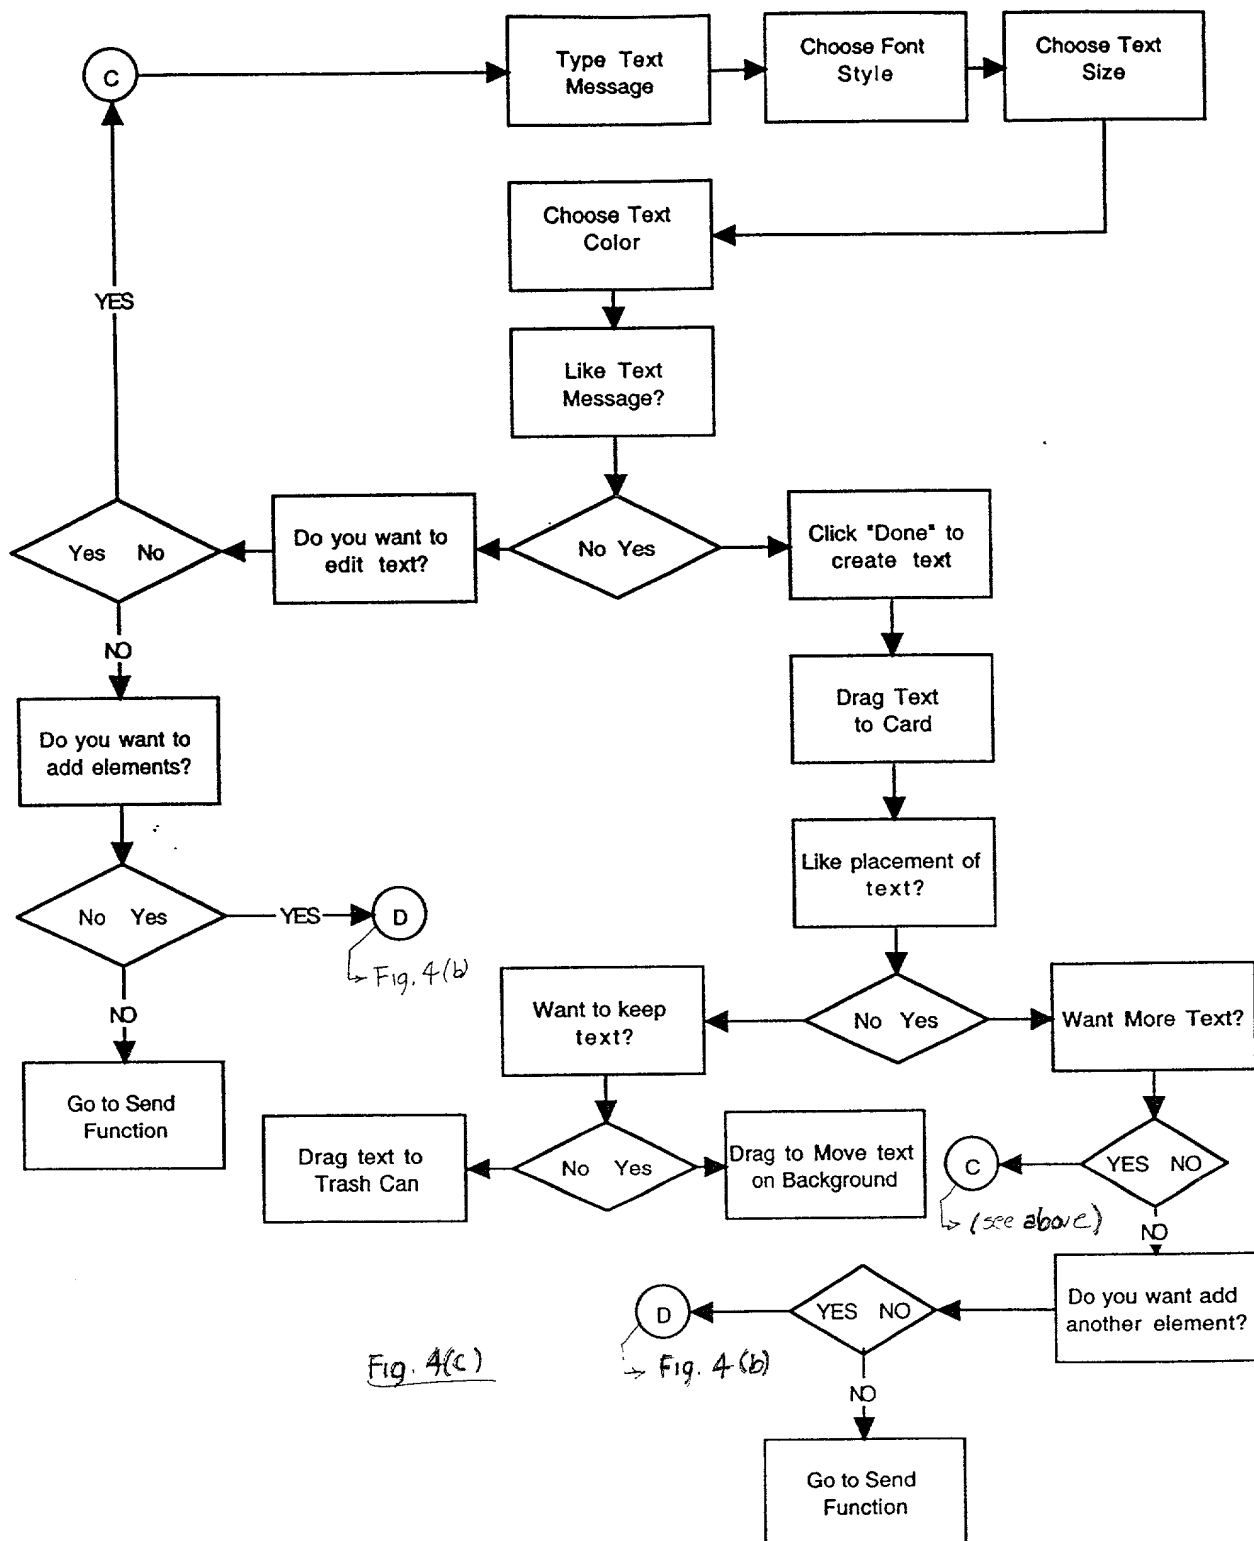 C
Type Text
Message
Choose Font
Style
Choose Text
Size
Choose Text
Color
YES
Like Text
Message?
Yes No
Do you want to
edit text?
No Yes
Click "Done" to
create text
NO
Do you want to
add elements?
Drag Text
to Card
Like placement of
text?
No Yes
YES
D
Fig. 4(b)
NO
Go to Send
Function
Want to keep
text?
No Yes
Want More Text?
Drag text to
Trash Can
No Yes
Drag to Move text
on Background
C
YES NO
(see above)
NO
Do you want add
another element?
YES NO
D
Fig. 4(b)
Fig. 4(c)
NO
Go to Send
Function